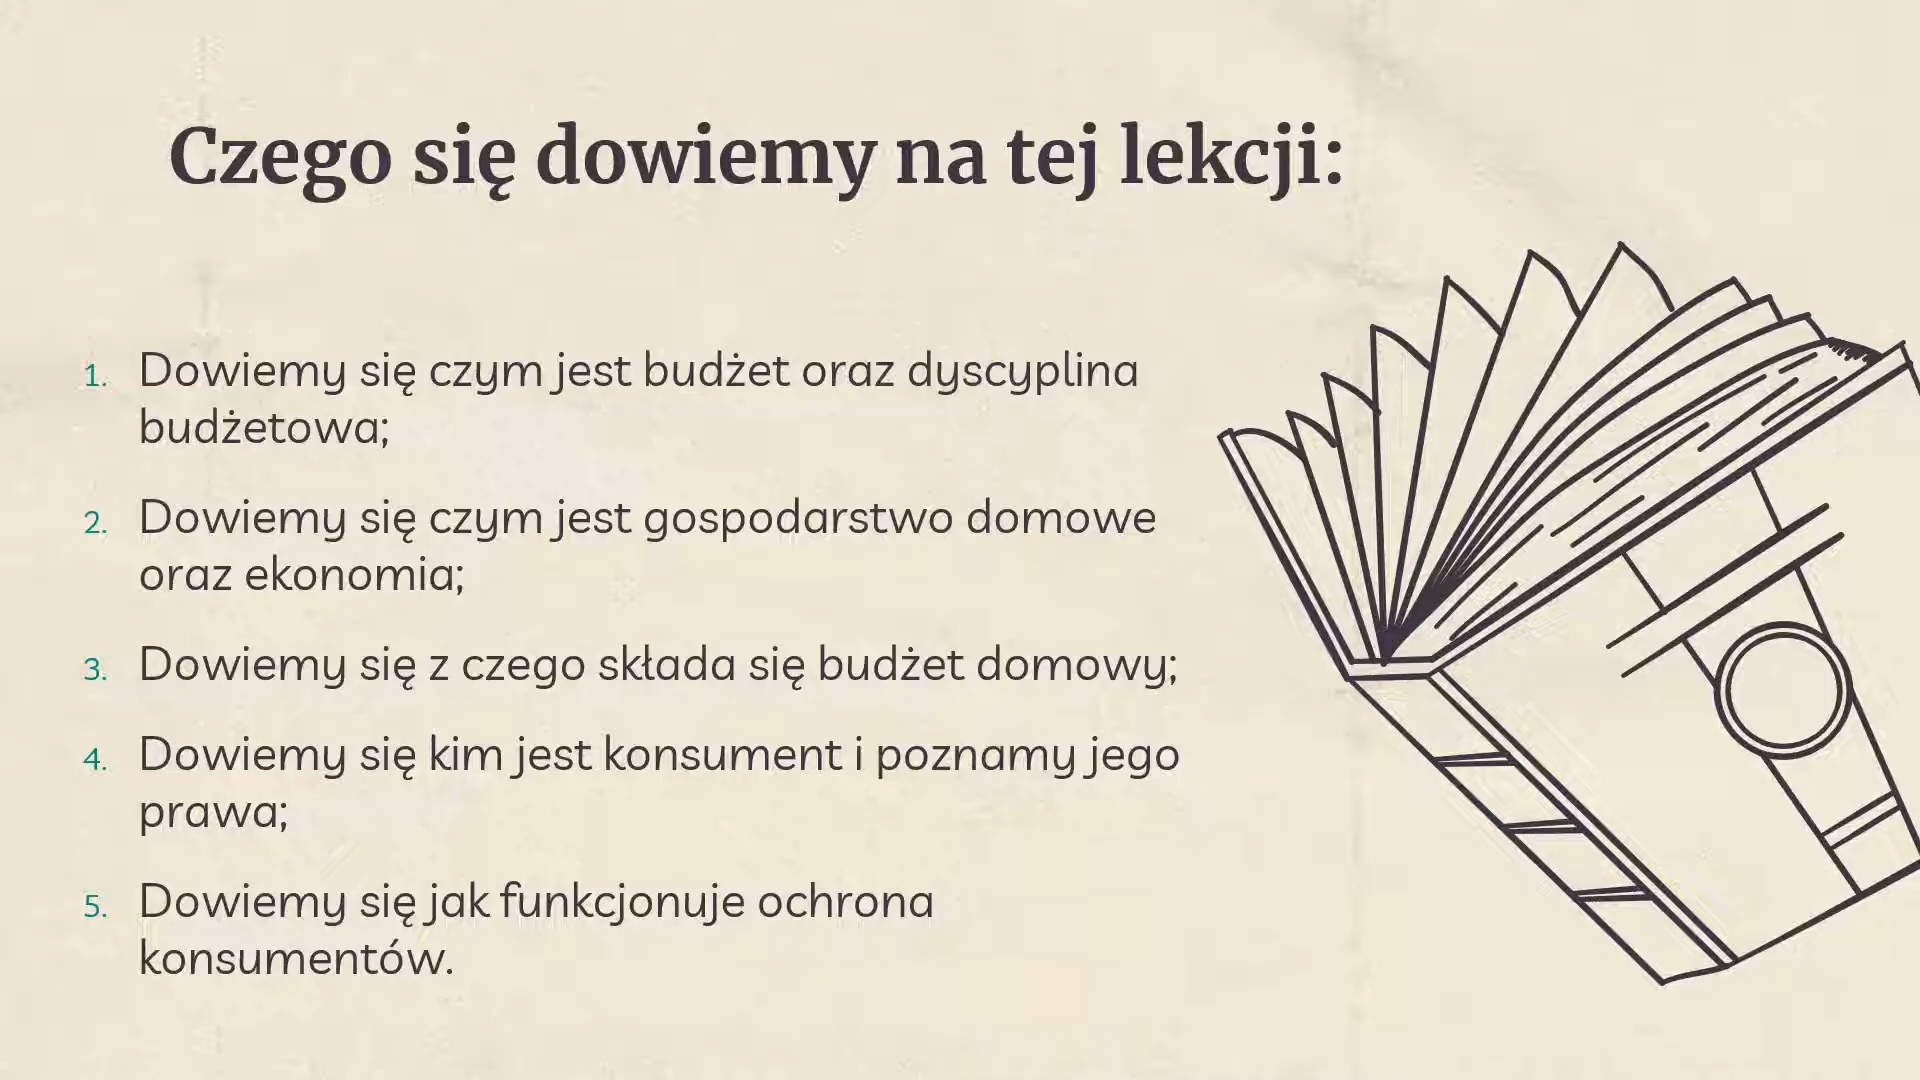 Czego się dowiemy na tej lekcji:
1. Dowiemy się czym jest budżet oraz dyscyplina
budżetowa;
2. Dowiemy się czym jest gospodarstwo domowe
oraz ekonomia;
3. Dowiemy się z czego składa się budżet domowy;
4. Dowiemy się kim jest konsument i poznamy jego
prawa;
5. Dowiemy się jak funkcjonuje ochrona
konsumentów.